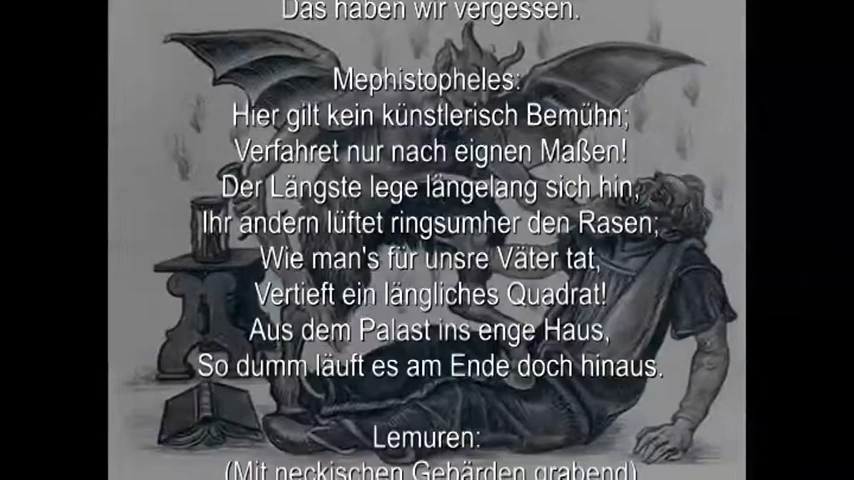 Das haben wir vergessen.
Mephistopheles:
Hier gilt kein künstlerisch Bemühn;
Verfahret nur nach eignen Maßen!
Der Längste lege längelang sich hin,
Ihr andern lüftet ringsumher den Rasen;
Wie man's für unsre Väter tat,
Vertieft ein längliches Quadrat!
Aus dem Palast ins enge Haus,
So dumm läuft es am Ende doch hinaus.
Lemuren:
(Mit neckischen Gebärden grabend)